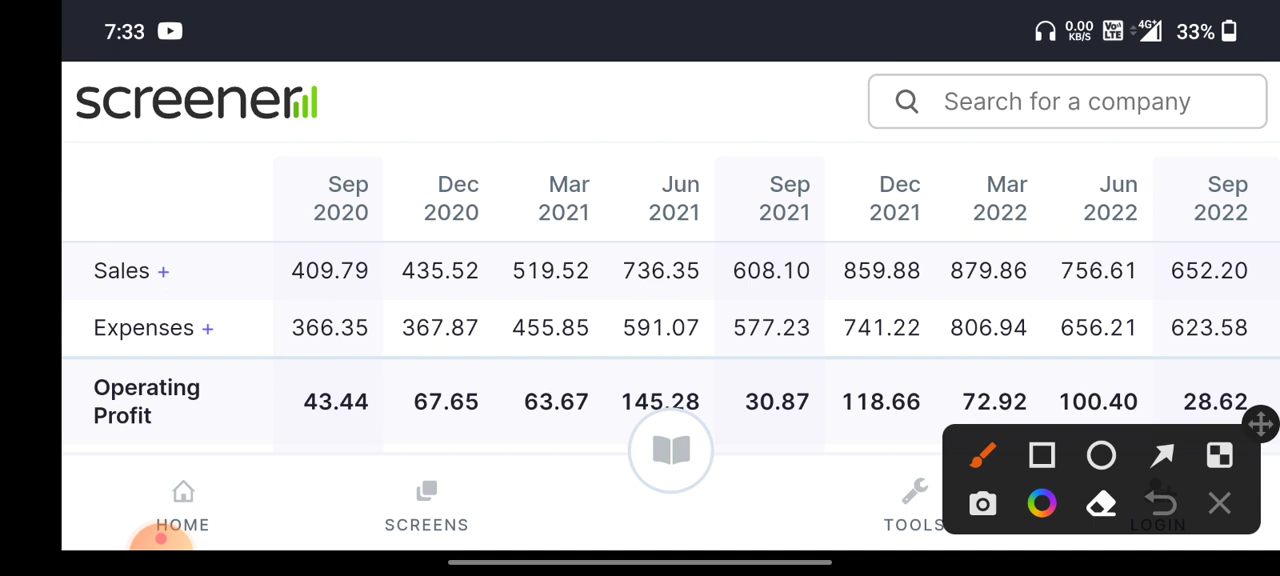 7:33 0.00 KB/S Vo LTE 4G+ 33%
screener Search for a company
Sep 2020 Dec 2020 Mar 2021 Jun 2021 Sep 2021 Dec 2021 Mar 2022 Jun 2022 Sep 2022
Sales + 409.79 435.52 519.52 736.35 608.10 859.88 879.86 756.61 652.20
Expenses + 366.35 367.87 455.85 591.07 577.23 741.22 806.94 656.21 623.58
Operating Profit 43.44 67.65 63.67 145.28 30.87 118.66 72.92 100.40 28.62
HOME SCREENS TOOLS LOGIN